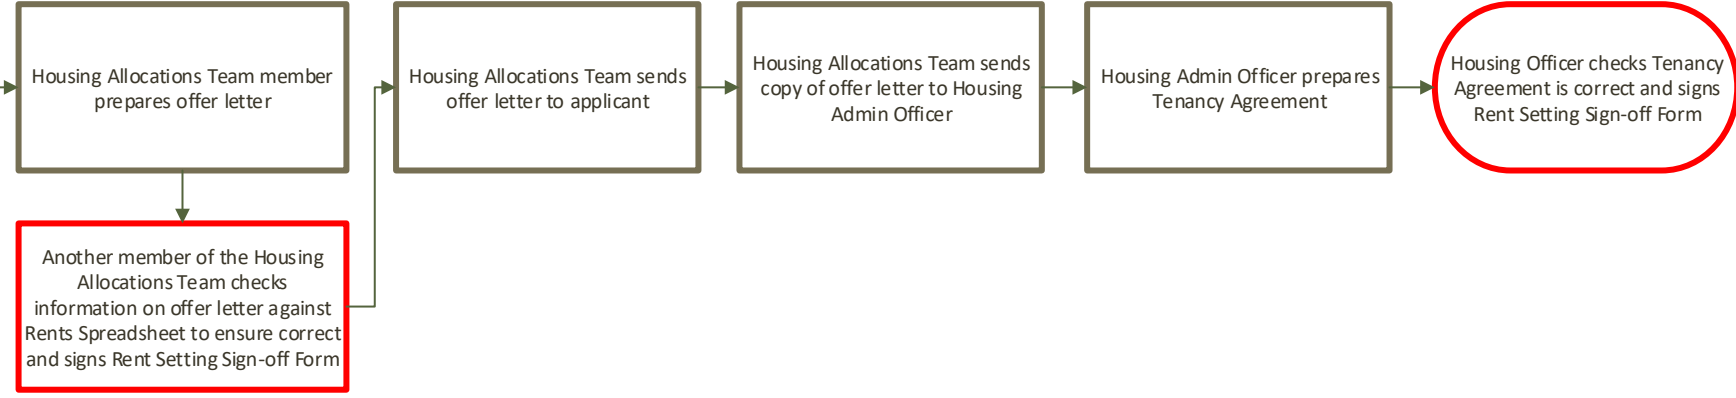 Housing Allocations Team member
prepares offer letter
Another member of the Housing
Allocations Team checks
information on offer letter against
Rents Spreadsheet to ensure correct
and signs Rent Setting Sign-off Form
Housing Allocations Team sends
offer letter to applicant
Housing Allocations Team sends
copy of offer letter to Housing
Admin Officer
Housing Admin Officer prepares
Tenancy Agreement
Housing Officer checks Tenancy
Agreement is correct and signs
Rent Setting Sign-off Form